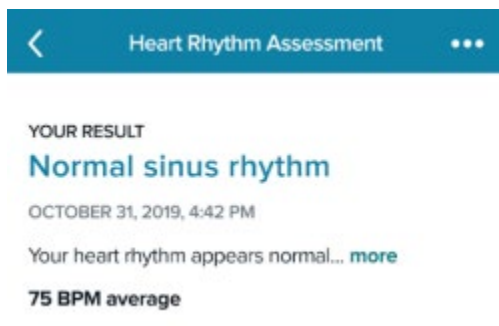 Heart Rhythm Assessment
YOUR RESULT
Normal sinus rhythm
OCTOBER 31, 2019, 4:42 PM
Your heart rhythm appears normal... more
75 BPM average